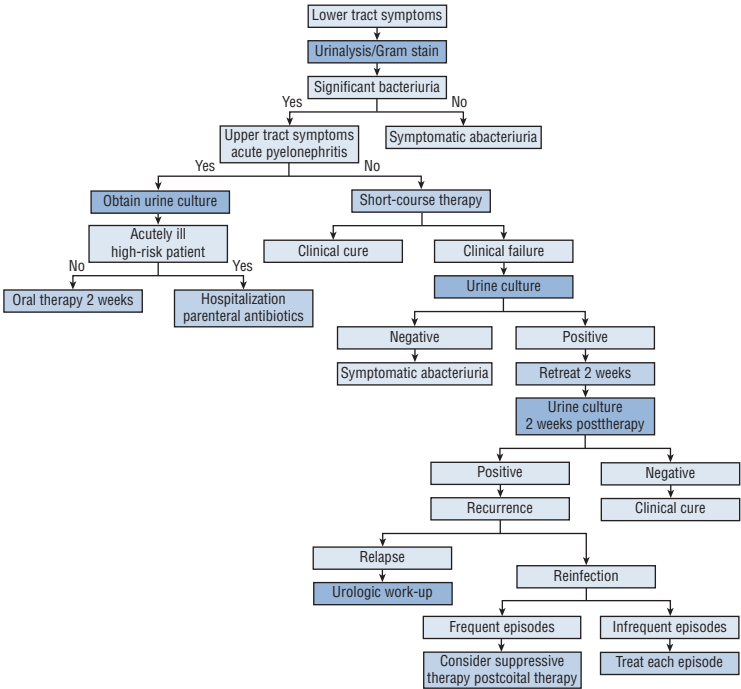 Lower tract symptoms
Urinalysis/Gram stain
Significant bacteriuria
Yes
No
Upper tract symptoms
acute pyelonephritis
Symptomatic abacteriuria
Yes
No
Obtain urine culture
Short-course therapy
Acutely ill
high-risk patient
Clinical cure
Clinical failure
No
Yes
Oral therapy 2 weeks
Hospitalization
parenteral antibiotics
Urine culture
Negative
Positive
Symptomatic abacteriuria
Retreat 2 weeks
Urine culture
2 weeks posttherapy
Positive
Negative
Recurrence
Clinical cure
Relapse
Reinfection
Urologic work-up
Frequent episodes
Infrequent episodes
Consider suppressive
therapy postcoital therapy
Treat each episode